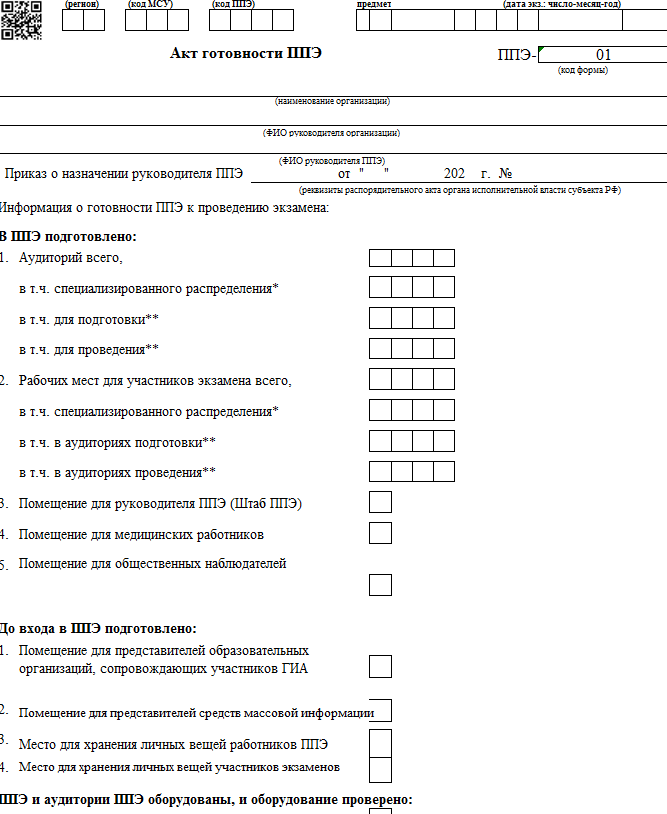 (регион) (код МСУ) (код ППЭ) предмет (дата экз.: число-месяц-год)
Акт готовности ППЭ ППЭ- 01
(код формы)
(наименование организации)
(ФИО руководителя организации)
(ФИО руководителя ППЭ)
Приказ о назначении руководителя ППЭ от " " 202 г. №
(реквизиты распорядительного акта органа исполнительной власти субъекта РФ)
Информация о готовности ППЭ к проведению экзамена:
В ППЭ подготовлено:
1. Аудиторий всего,
в т.ч. специализированного распределения*
в т.ч. для подготовки**
в т.ч. для проведения**
2. Рабочих мест для участников экзамена всего,
в т.ч. специализированного распределения*
в т.ч. в аудиториях подготовки**
в т.ч. в аудиториях проведения**
3. Помещение для руководителя ППЭ (Штаб ППЭ)
4. Помещение для медицинских работников
5. Помещение для общественных наблюдателей
До входа в ППЭ подготовлено:
1. Помещение для представителей образовательных
организаций, сопровождающих участников ГИА
2. Помещение для представителей средств массовой информации
3. Место для хранения личных вещей работников ППЭ
4. Место для хранения личных вещей участников экзаменов
ППЭ и аудитории ППЭ оборудованы, и оборудование проверено: